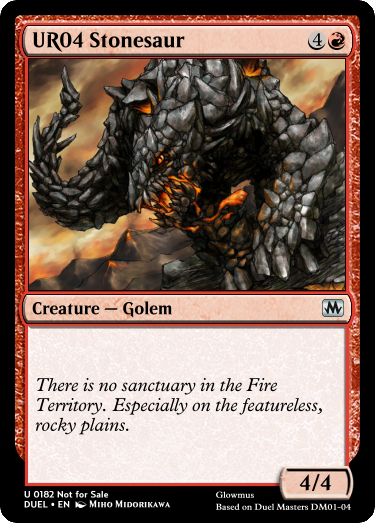 UR04 Stonesaur 4
Creature — Golem
There is no sanctuary in the Fire
Territory. Especially on the featureless,
rocky plains.
4/4
U 0182 Not for Sale
DUEL • EN Miho Midorikawa
Glowmus
Based on Duel Masters DM01-04